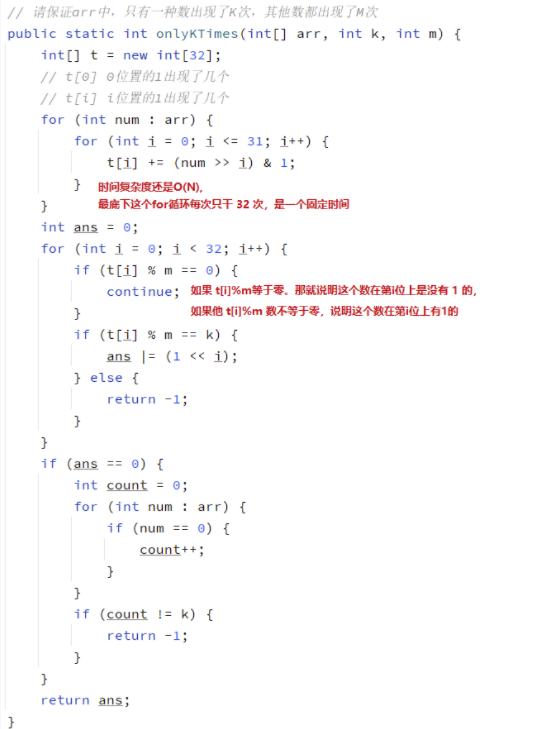 // 请保证arr中，只有一种数出现了K次，其他数都出现了M次
public static int onlyKTimes(int[] arr, int k, int m) {
    int[] t = new int[32];
    // t[0] 0位置的1出现了几个
    // t[i] i位置的1出现了几个
    for (int num : arr) {
        for (int i = 0; i <= 31; i++) {
            t[i] += (num >> i) & 1;
        } 时间复杂度还是O(N)，
    } 最底下这个for循环每次只干 32 次，是一个固定时间
    int ans = 0;
    for (int i = 0; i < 32; i++) {
        if (t[i] % m == 0) {
            continue; 如果 t[i]%m等于零。那就说明这个数在第i位上是没有 1 的，
        } 如果他 t[i]%m 数不等于零，说明这个数在第i位上有1的
        if (t[i] % m == k) {
            ans |= (1 << i);
        } else {
            return -1;
        }
    }
    if (ans == 0) {
        int count = 0;
        for (int num : arr) {
            if (num == 0) {
                count++;
            }
        }
        if (count != k) {
            return -1;
        }
    }
    return ans;
}